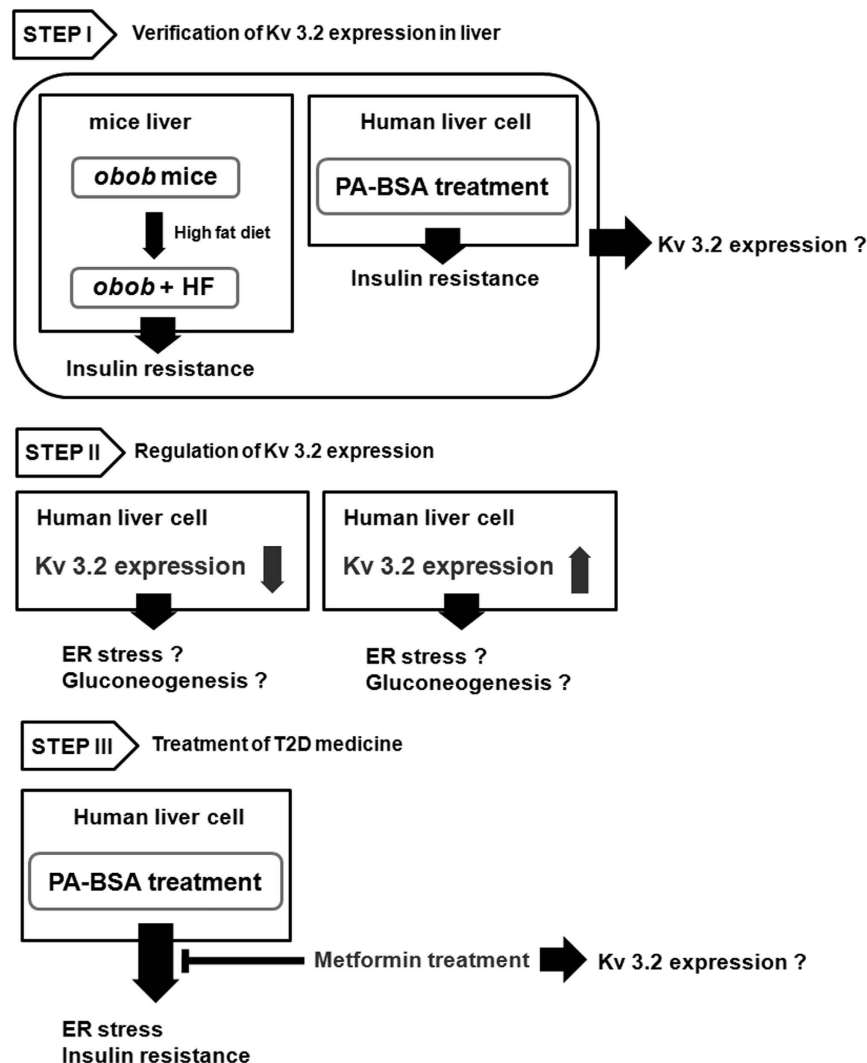 STEP I
Verification of Kv 3.2 expression in liver
mice liver
obob mice
High fat diet
obob + HF
Insulin resistance
Human liver cell
PA-BSA treatment
Insulin resistance
Kv 3.2 expression ?
STEP II
Regulation of Kv 3.2 expression
Human liver cell
Kv 3.2 expression
ER stress ?
Gluconeogenesis ?
Human liver cell
Kv 3.2 expression
ER stress ?
Gluconeogenesis ?
STEP III
Treatment of T2D medicine
Human liver cell
PA-BSA treatment
Metformin treatment
Kv 3.2 expression ?
ER stress
Insulin resistance